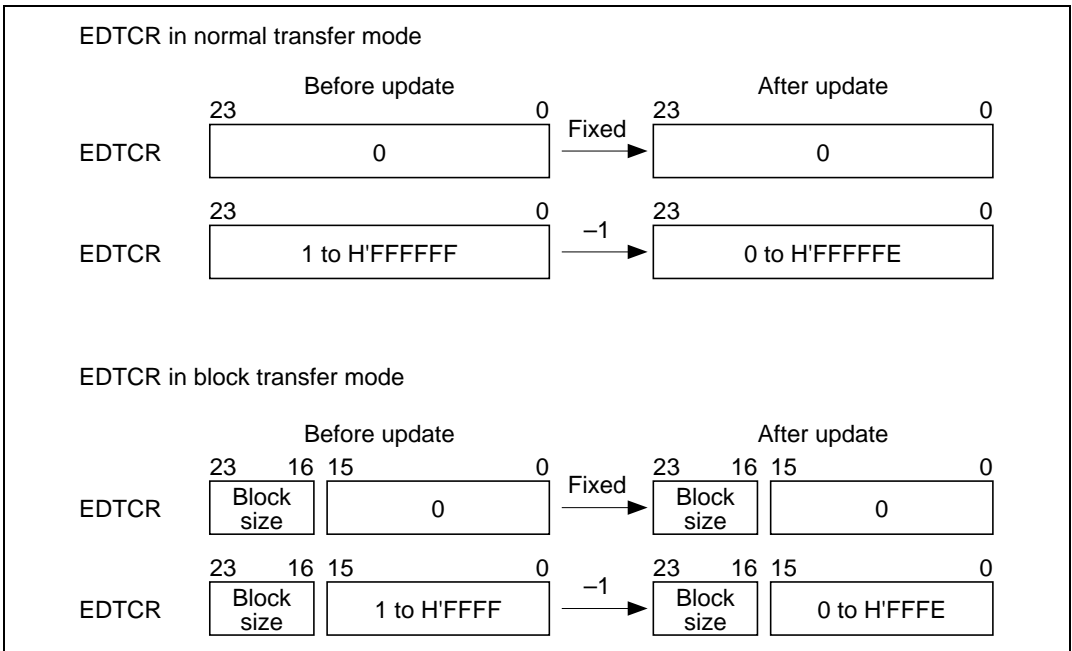 EDTCR in normal transfer mode
Before update After update
23 0 Fixed 23 0
EDTCR 0 0
23 0 –1 23 0
EDTCR 1 to H'FFFFFF 0 to H'FFFFFE
EDTCR in block transfer mode
Before update After update
23 16 15 0 Fixed 23 16 15 0
EDTCR Block size 0 Block size 0
23 16 15 0 –1 23 16 15 0
EDTCR Block size 1 to H'FFFF Block size 0 to H'FFFE